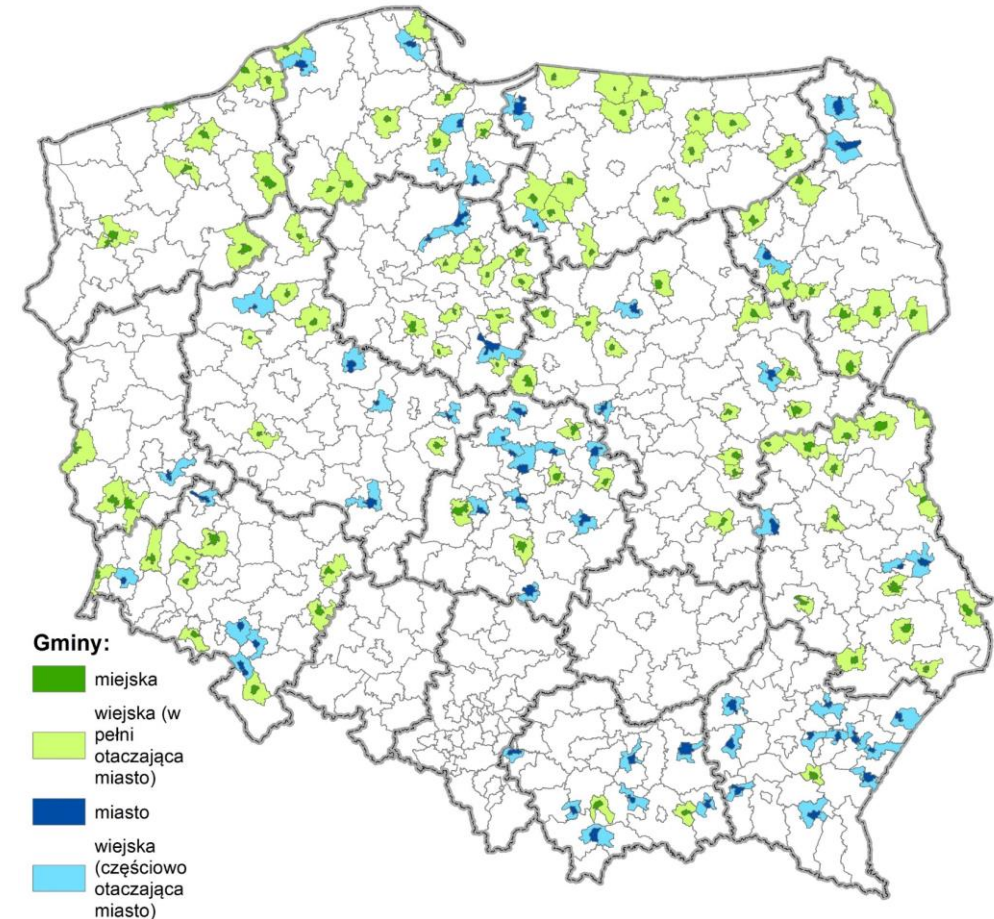 Gminy:
miejska
wiejska (w
pełni
otaczająca
miasto)
miasto
wiejska
(częściowo
otaczająca
miasto)